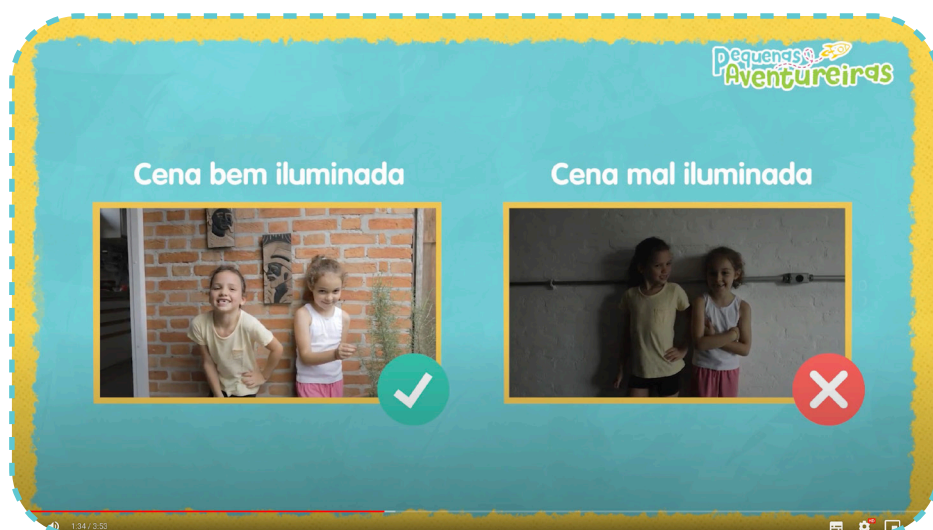 Pequenas
Aventureiras
Cena bem iluminada
Cena mal iluminada
1:34 / 3:53